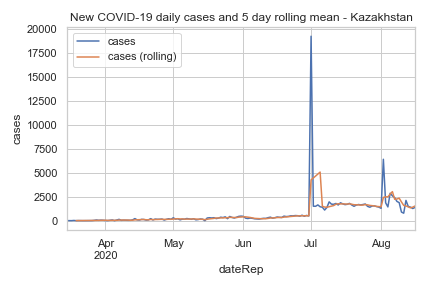 New COVID-19 daily cases and 5 day rolling mean - Kazakhstan
cases
cases (rolling)
20000
17500
15000
12500
10000
7500
5000
2500
0
cases
Apr
2020
May
Jun
Jul
Aug
dateRep